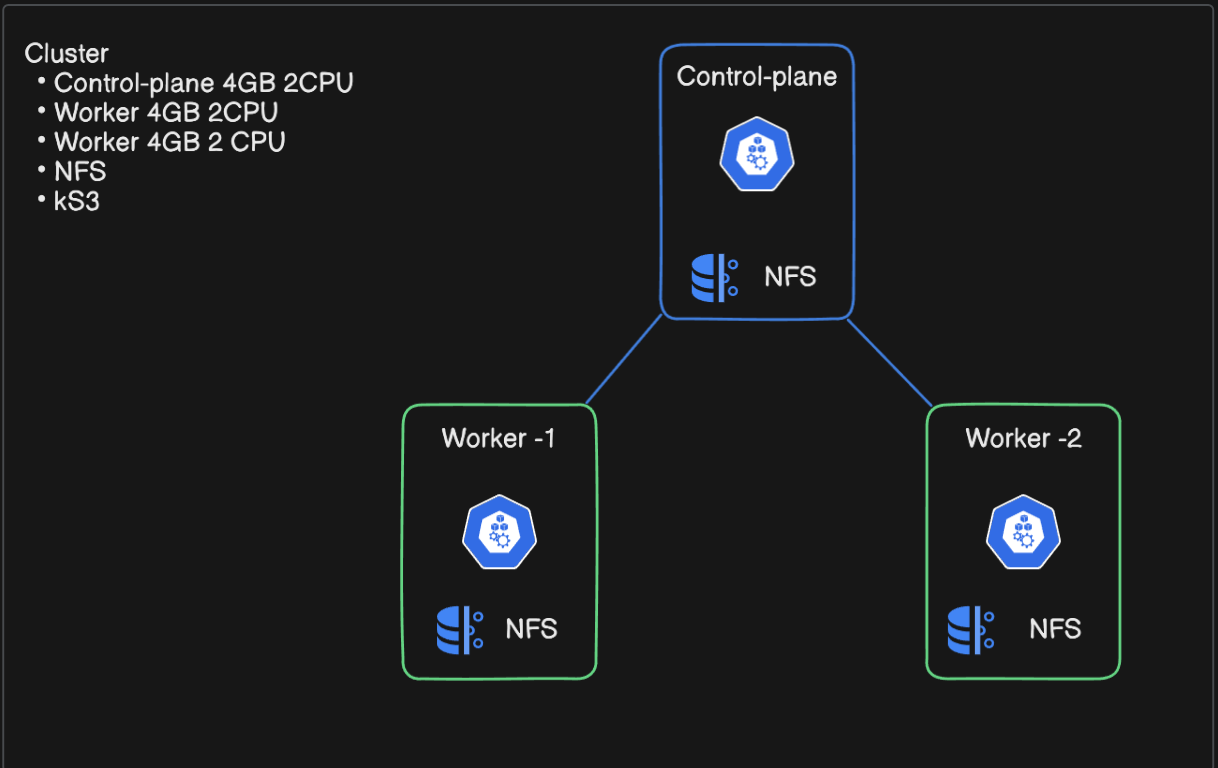 Cluster
• Control-plane 4GB 2CPU
• Worker 4GB 2CPU
• Worker 4GB 2 CPU
• NFS
• kS3
Control-plane
NFS
Worker -1
NFS
Worker -2
NFS